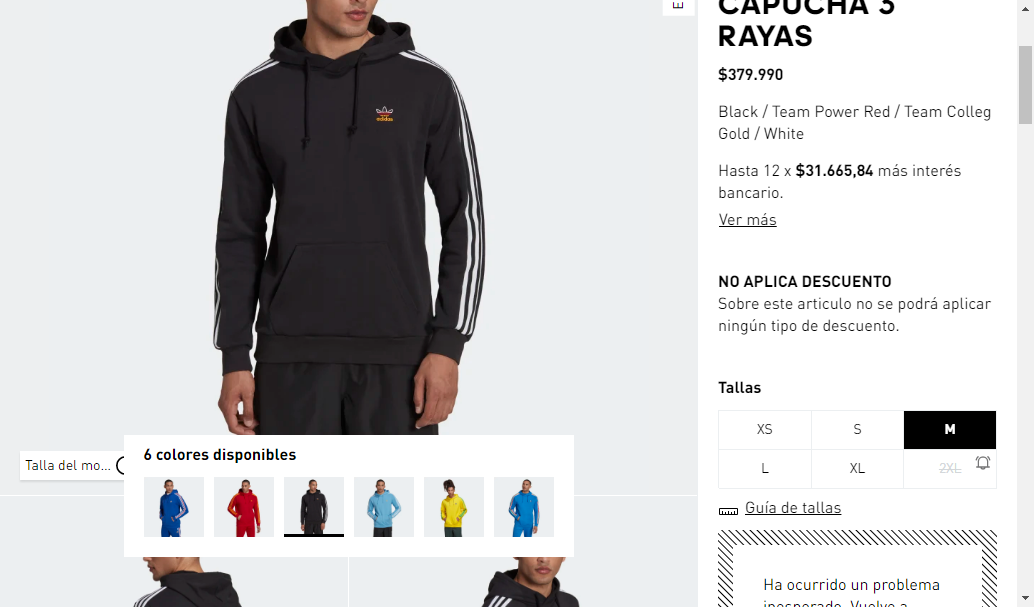 CAPUCHA 3
RAYAS
$379.990
Black / Team Power Red / Team Colleg
Gold / White
Hasta 12 x $31.665,84 más interés
bancario.
Ver más
NO APLICA DESCUENTO
Sobre este articulo no se podrá aplicar
ningún tipo de descuento.
Tallas
XS S M
L XL 2XL
Guía de tallas
Ha ocurrido un problema
inesperado. Vuelve a
adidas
Talla del mo...
6 colores disponibles